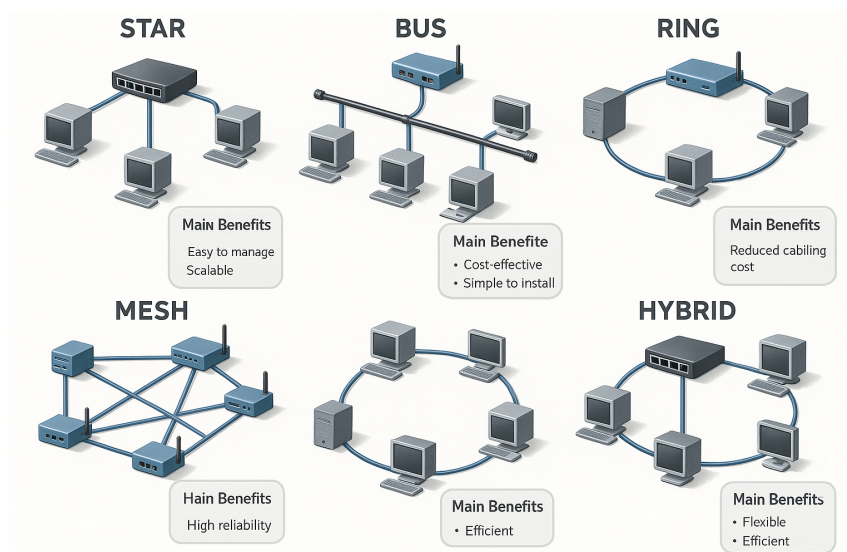 STAR
BUS
RING
Main Benefits
Easy to manage
Scalable
Main Benefite
• Cost-effective
• Simple to install
Main Benefits
Reduced cabiling
cost
MESH
HYBRID
Hain Benefits
High reliability
Main Benefits
• Efficient
Main Benefits
• Flexible
• Efficient